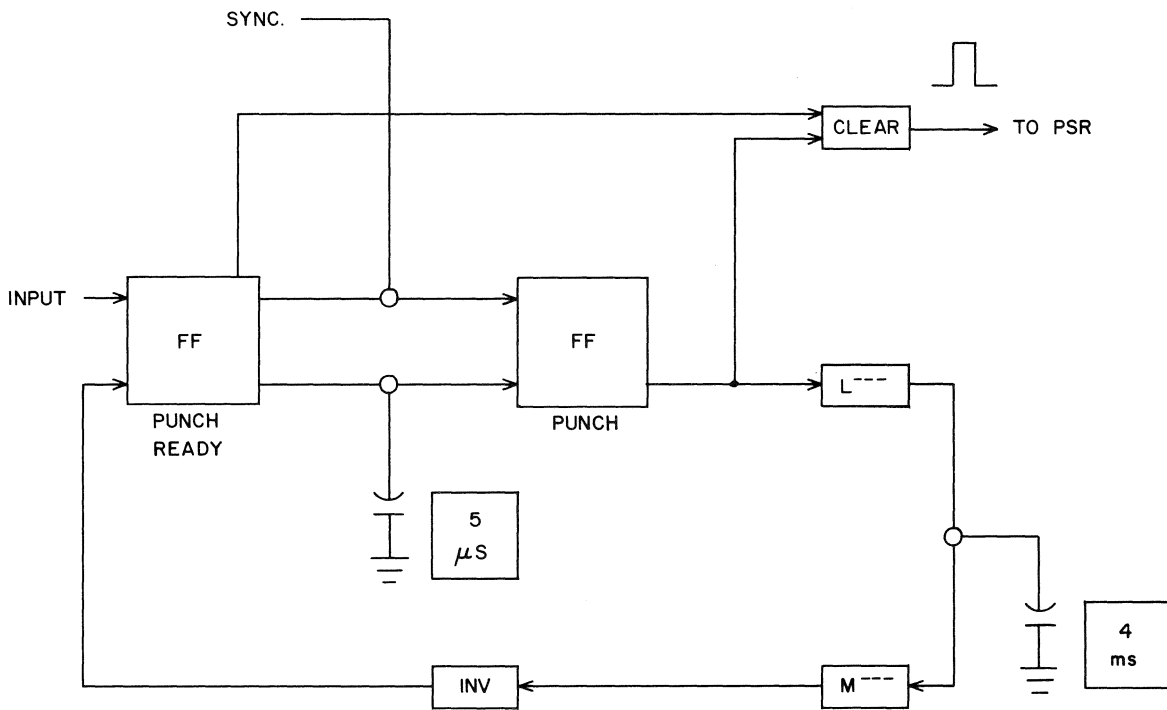 SYNC.
CLEAR
TO PSR
INPUT
FF
FF
PUNCH
READY
PUNCH
L---
5
μS
4
ms
INV
M---